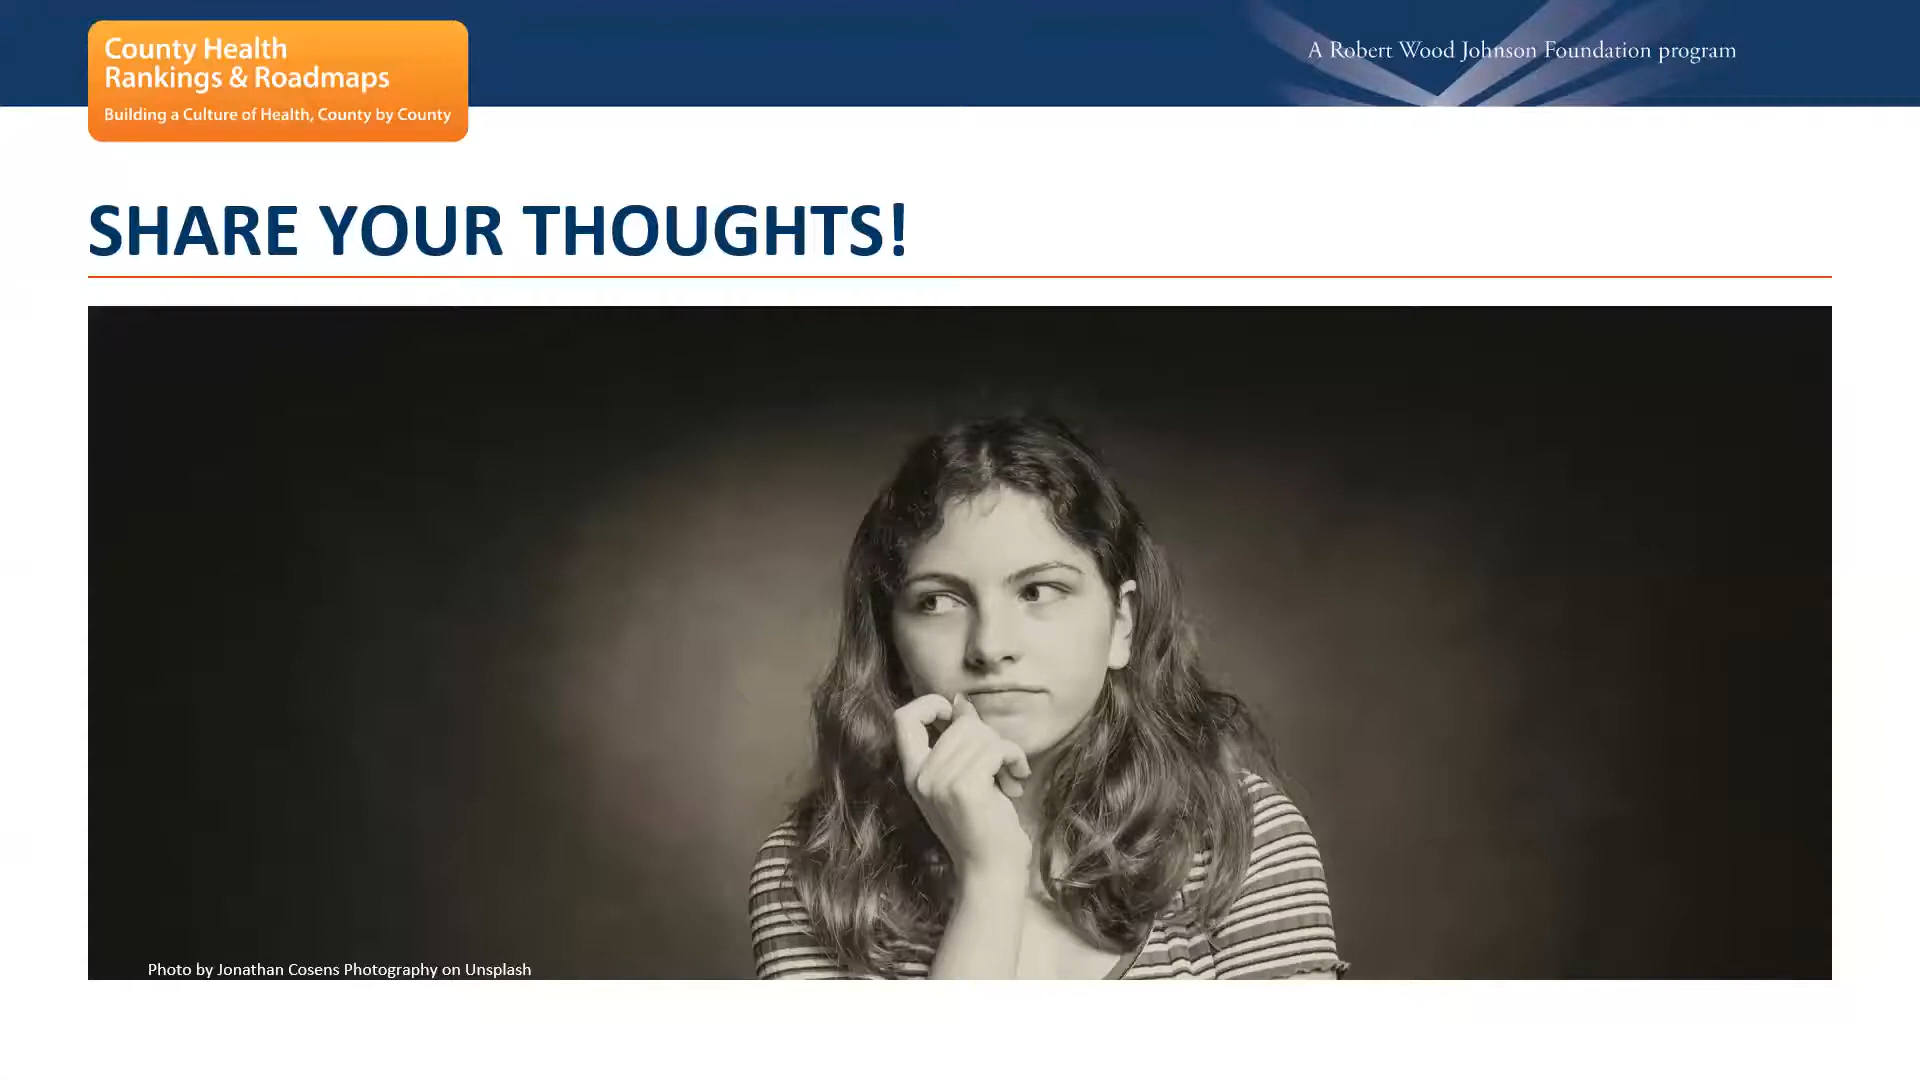 County Health
Rankings & Roadmaps
Building a Culture of Health, County by County
A Robert Wood Johnson Foundation program
SHARE YOUR THOUGHTS!
Photo by Jonathan Cosens Photography on Unsplash